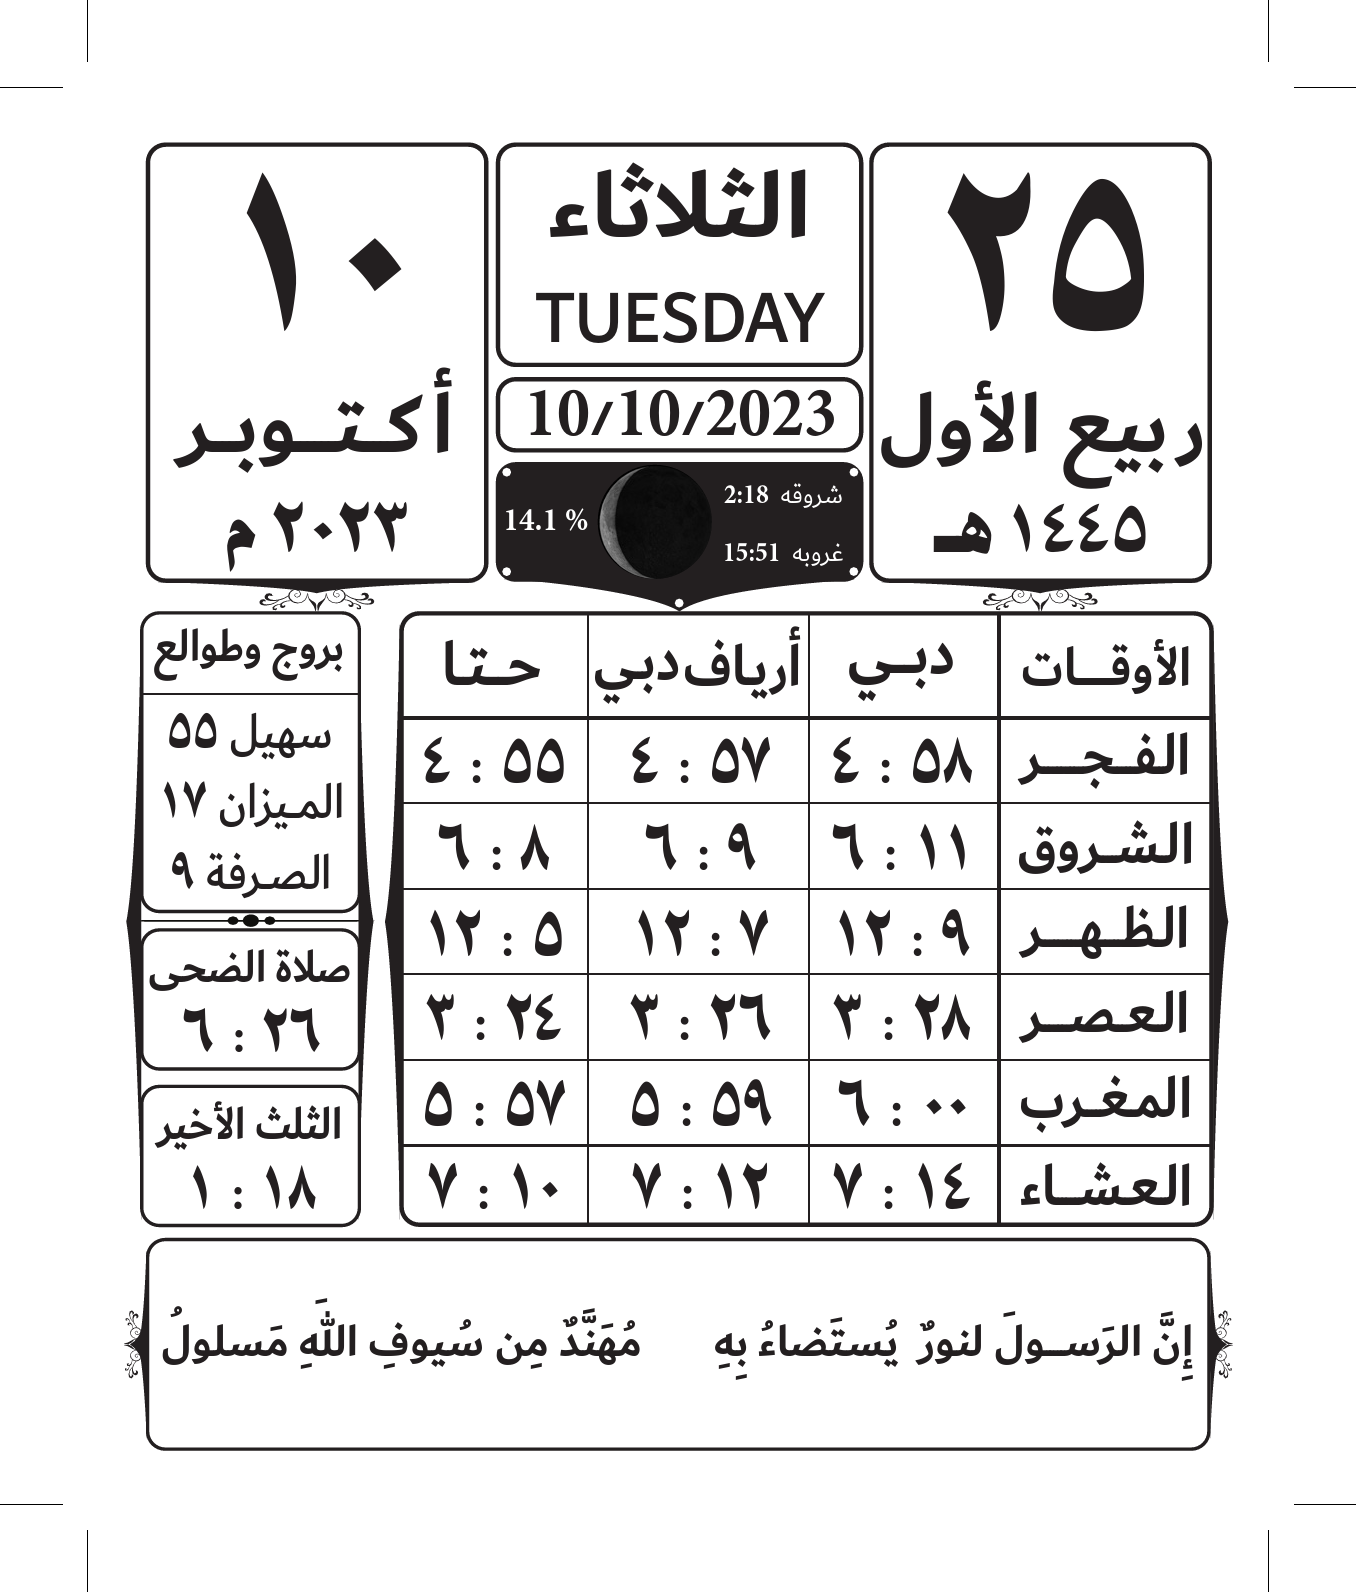 ٢٥
ربيع الأول
١٤٤٥ هـ
الثلاثاء
TUESDAY
10/10/2023
شروقه 2:18
غروبه 15:51
14.1 %
١٠
أكتوبر
٢٠٢٣ م
الأوقات دبي أرياف دبي حتا
الفجر ٤ : ٥٨ ٤ : ٥٧ ٤ : ٥٥
الشروق ٦ : ١١ ٦ : ٩ ٦ : ٨
الظهر ١٢ : ٩ ١٢ : ٧ ١٢ : ٥
العصر ٣ : ٢٨ ٣ : ٢٦ ٣ : ٢٤
المغرب ٦ : ٠٠ ٥ : ٥٩ ٥ : ٥٧
العشاء ٧ : ١٤ ٧ : ١٢ ٧ : ١٠
بروج وطوالع
سهيل ٥٥
الميزان ١٧
الصرفة ٩
صلاة الضحى
٦ : ٢٦
الثلث الأخير
١ : ١٨
إِنَّ الرَسولَ لنورٌ يُستَضاءُ بِهِ مُهَنَّدٌ مِن سُيوفِ اللَهِ مَسلولُ